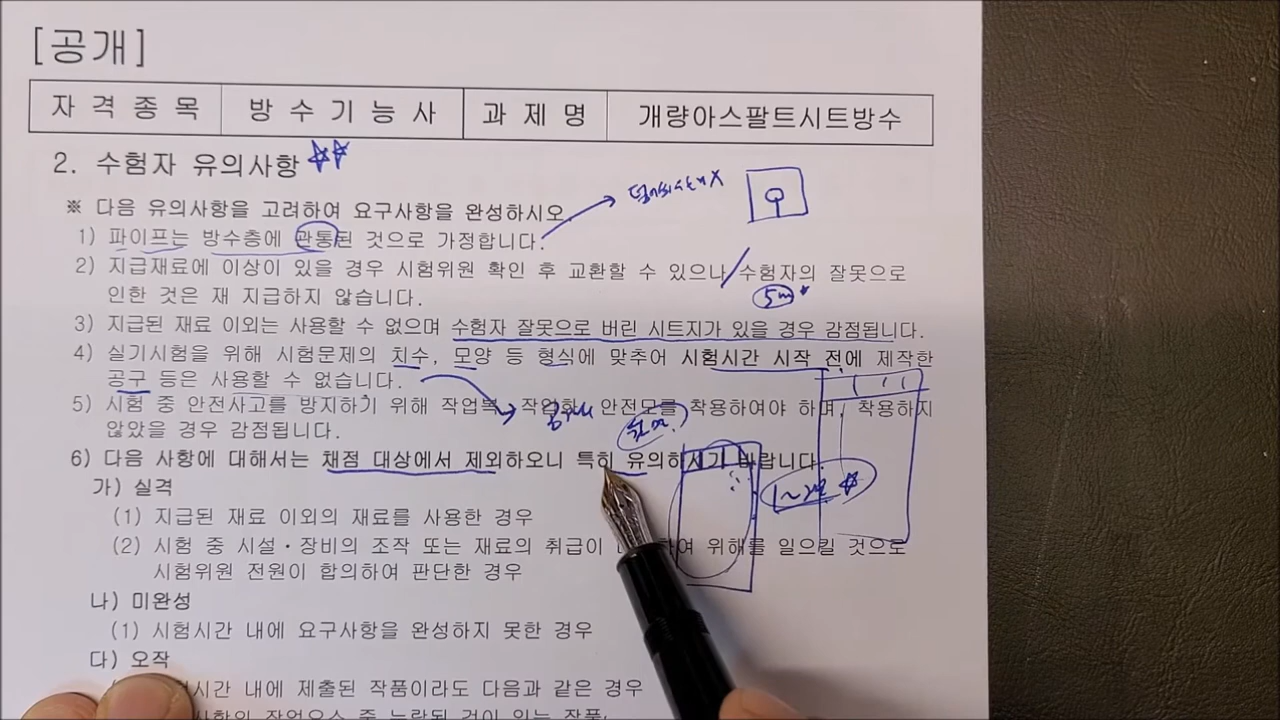 [공개]
자 격 종 목 방 수 기 능 사 과 제 명 개량아스팔트시트방수
2. 수험자 유의사항
※ 다음 유의사항을 고려하여 요구사항을 완성하시오.
1) 파이프는 방수층에 관통된 것으로 가정합니다.
2) 지급재료에 이상이 있을 경우 시험위원 확인 후 교환할 수 있으나 수험자의 잘못으로
인한 것은 재 지급하지 않습니다.
5m
3) 지급된 재료 이외는 사용할 수 없으며 수험자 잘못으로 버린 시트지가 있을 경우 감점됩니다.
4) 실기시험을 위해 시험문제의 치수, 모양 등 형식에 맞추어 시험시간 시작 전에 제작한
공구 등은 사용할 수 없습니다.
5) 시험 중 안전사고를 방지하기 위해 작업복, 작업화, 안전모를 착용하여야 하며, 착용하지
않았을 경우 감점됩니다.
6) 다음 사항에 대해서는 채점 대상에서 제외하오니 특히 유의하시기 바랍니다.
가) 실격
(1) 지급된 재료 이외의 재료를 사용한 경우
(2) 시험 중 시설·장비의 조작 또는 재료의 취급이 위해를 일으킬 것으로
시험위원 전원이 합의하여 판단한 경우
나) 미완성
(1) 시험시간 내에 요구사항을 완성하지 못한 경우
다) 오작
시간 내에 제출된 작품이라도 다음과 같은 경우
작업요소 중 누락된 것이 있는 작품